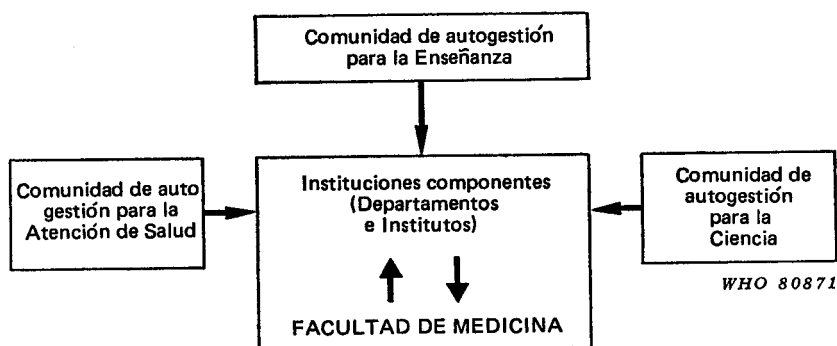 Comunidad de autogestión
para la Enseñanza
Comunidad de auto
gestión para la
Atención de Salud
Instituciones componentes
(Departamentos
e Institutos)
FACULTAD DE MEDICINA
Comunidad de
autogestión
para la
Ciencia
WHO 80871